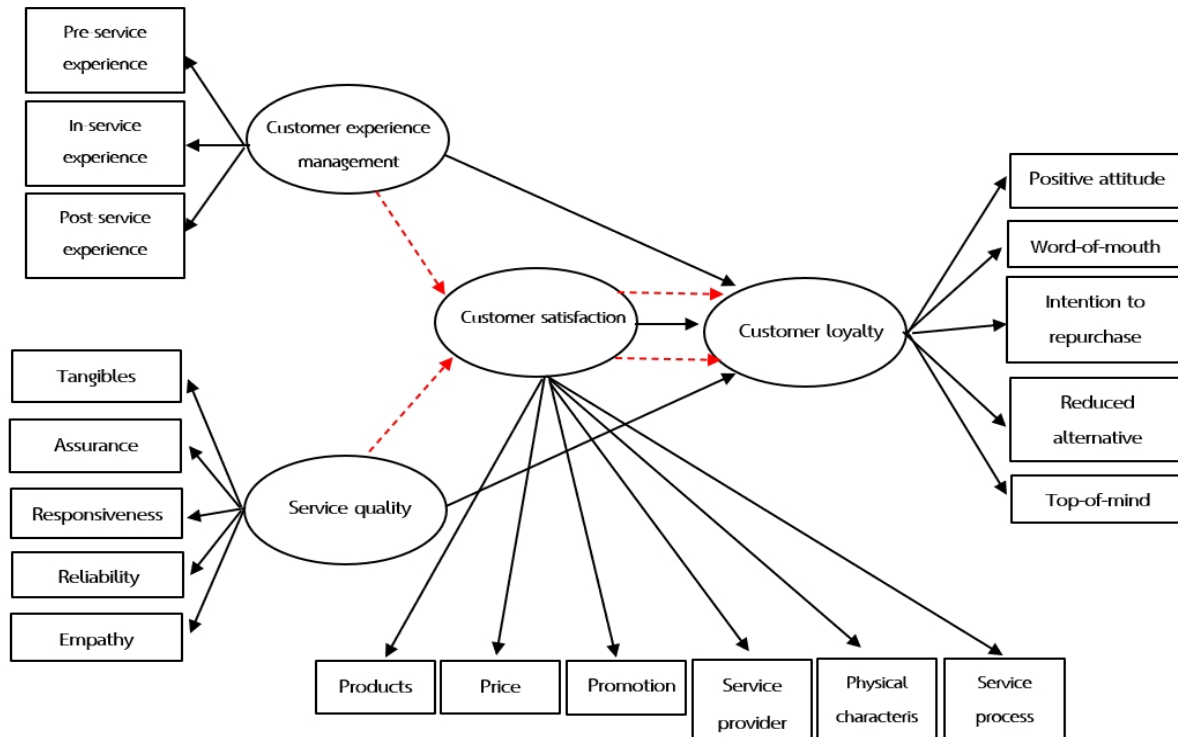 Pre-service
experience
In-service
experience
Post-service
experience
Customer experience
management
Positive attitude
Word-of-mouth
Intention to
repurchase
Reduced
alternative
Top-of-mind
Customer satisfaction
Customer loyalty
Tangibles
Assurance
Responsiveness
Reliability
Empathy
Service quality
Products
Price
Promotion
Service
provider
Physical
characteris
Service
process